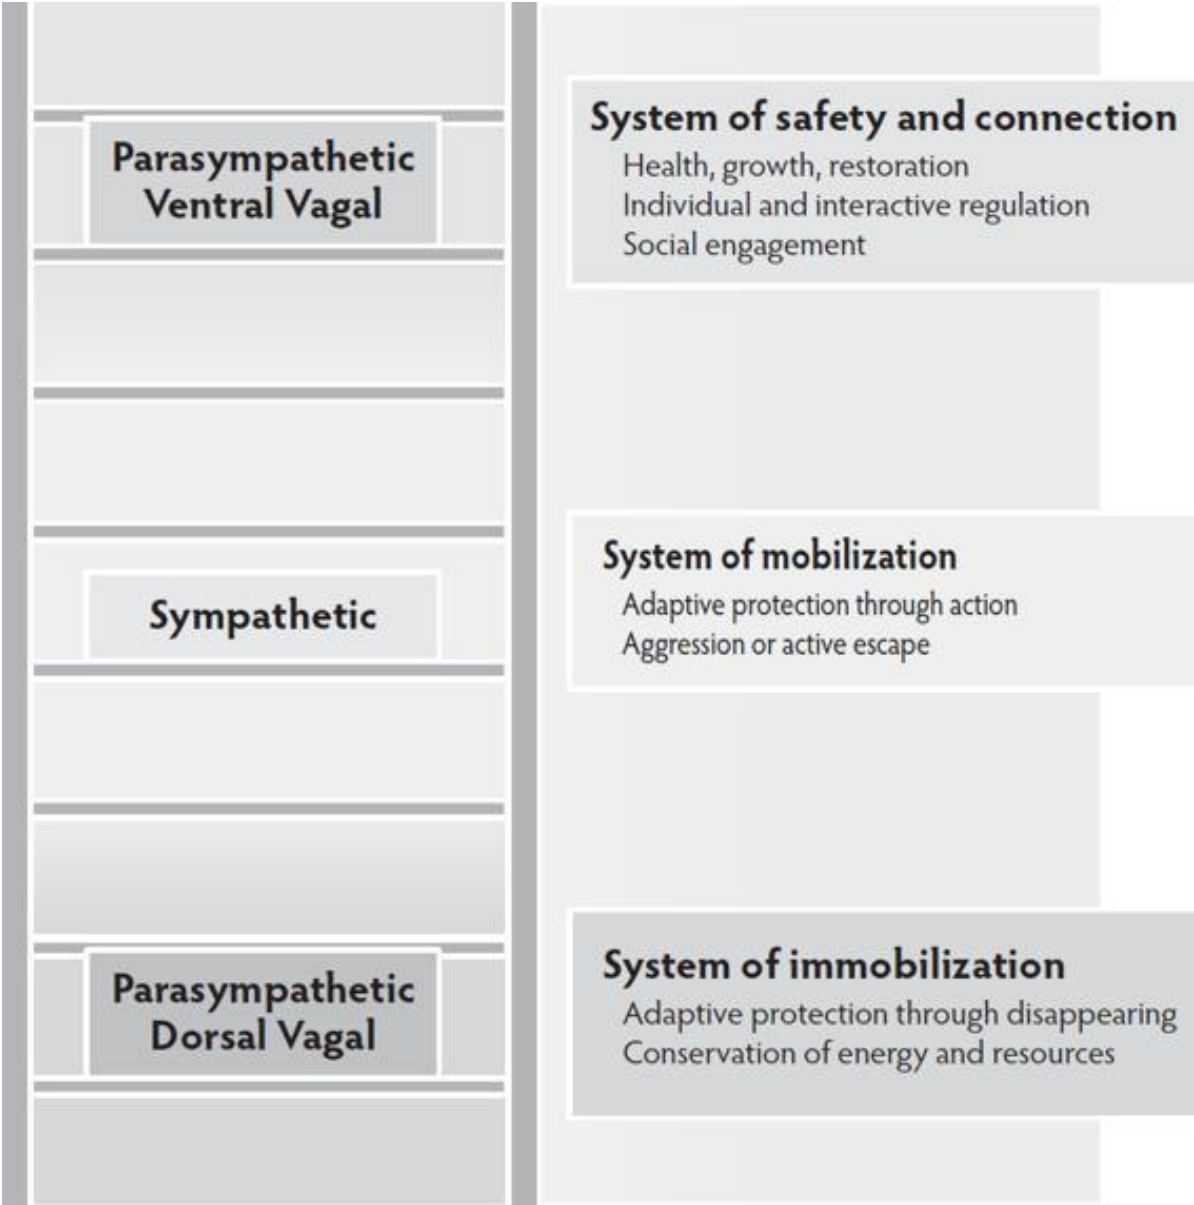 Parasympathetic
Ventral Vagal
System of safety and connection
Health, growth, restoration
Individual and interactive regulation
Social engagement
Sympathetic
System of mobilization
Adaptive protection through action
Aggression or active escape
Parasympathetic
Dorsal Vagal
System of immobilization
Adaptive protection through disappearing
Conservation of energy and resources